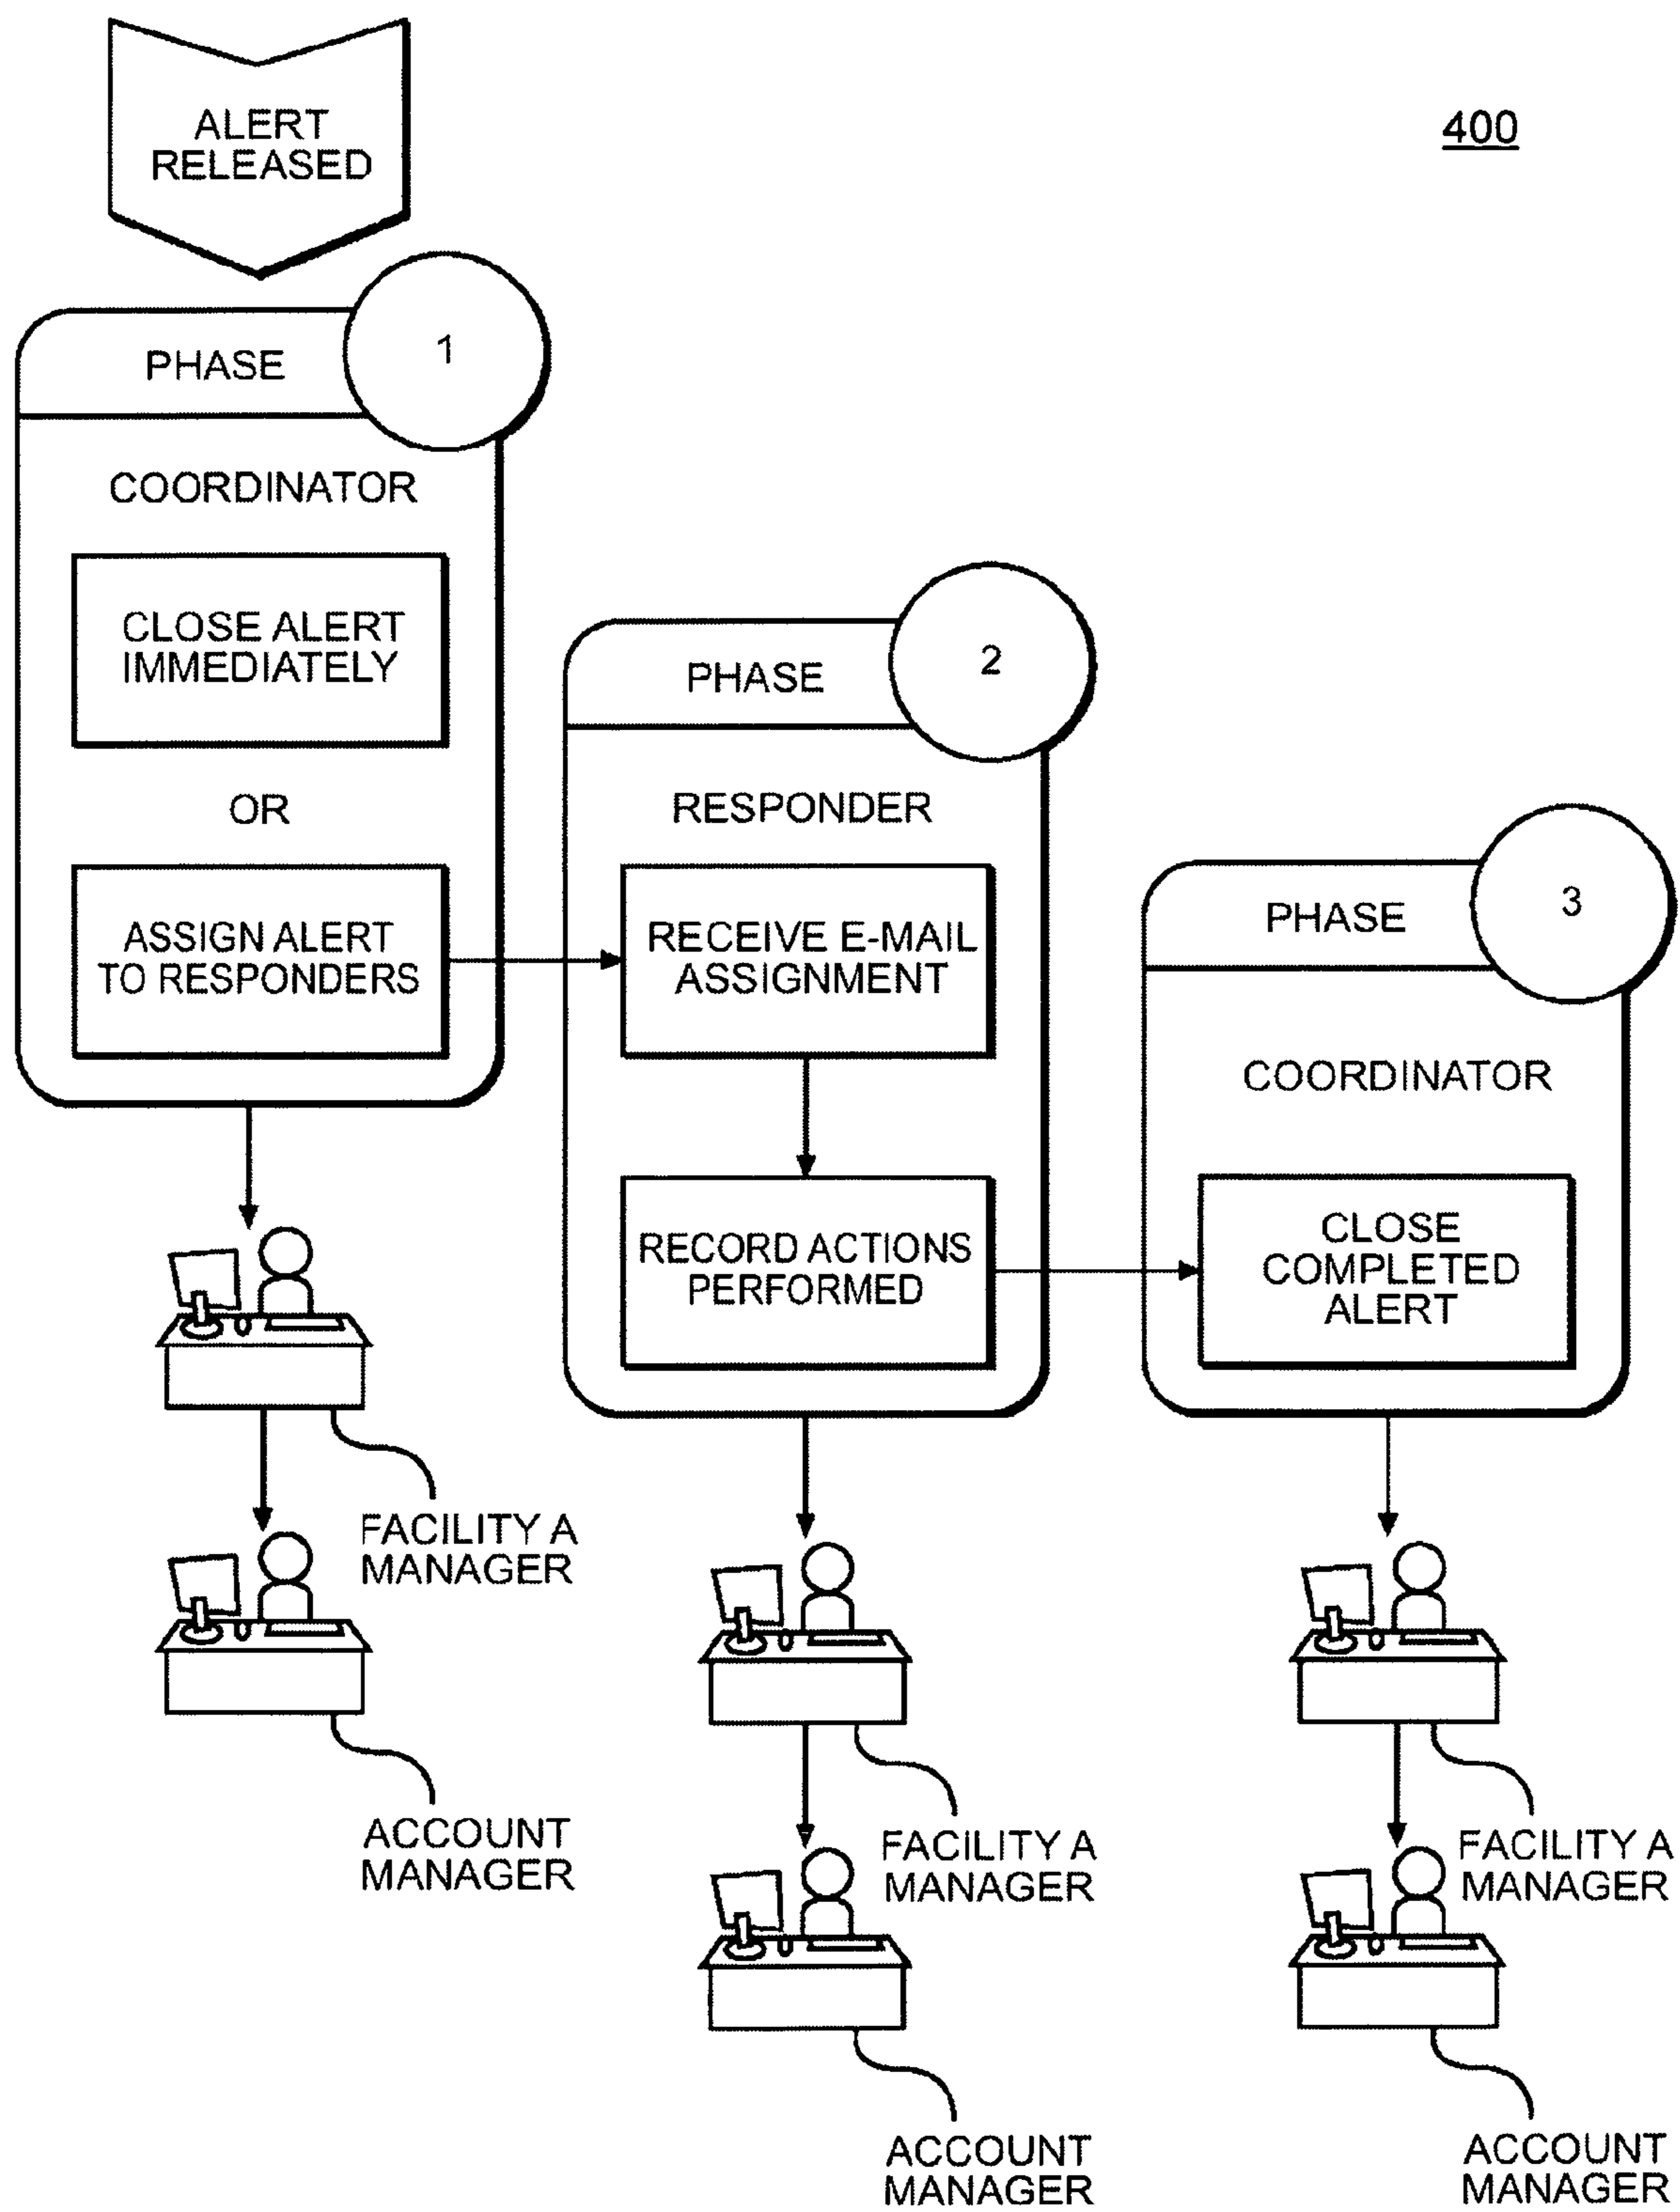 ALERT
RELEASED
400
PHASE
1
COORDINATOR
CLOSE ALERT
IMMEDIATELY
OR
ASSIGN ALERT
TO RESPONDERS
PHASE
2
RESPONDER
RECEIVE E-MAIL
ASSIGNMENT
RECORD ACTIONS
PERFORMED
PHASE
3
COORDINATOR
CLOSE
COMPLETED
ALERT
FACILITY A
MANAGER
ACCOUNT
MANAGER
FACILITY A
MANAGER
ACCOUNT
MANAGER
FACILITY A
MANAGER
ACCOUNT
MANAGER